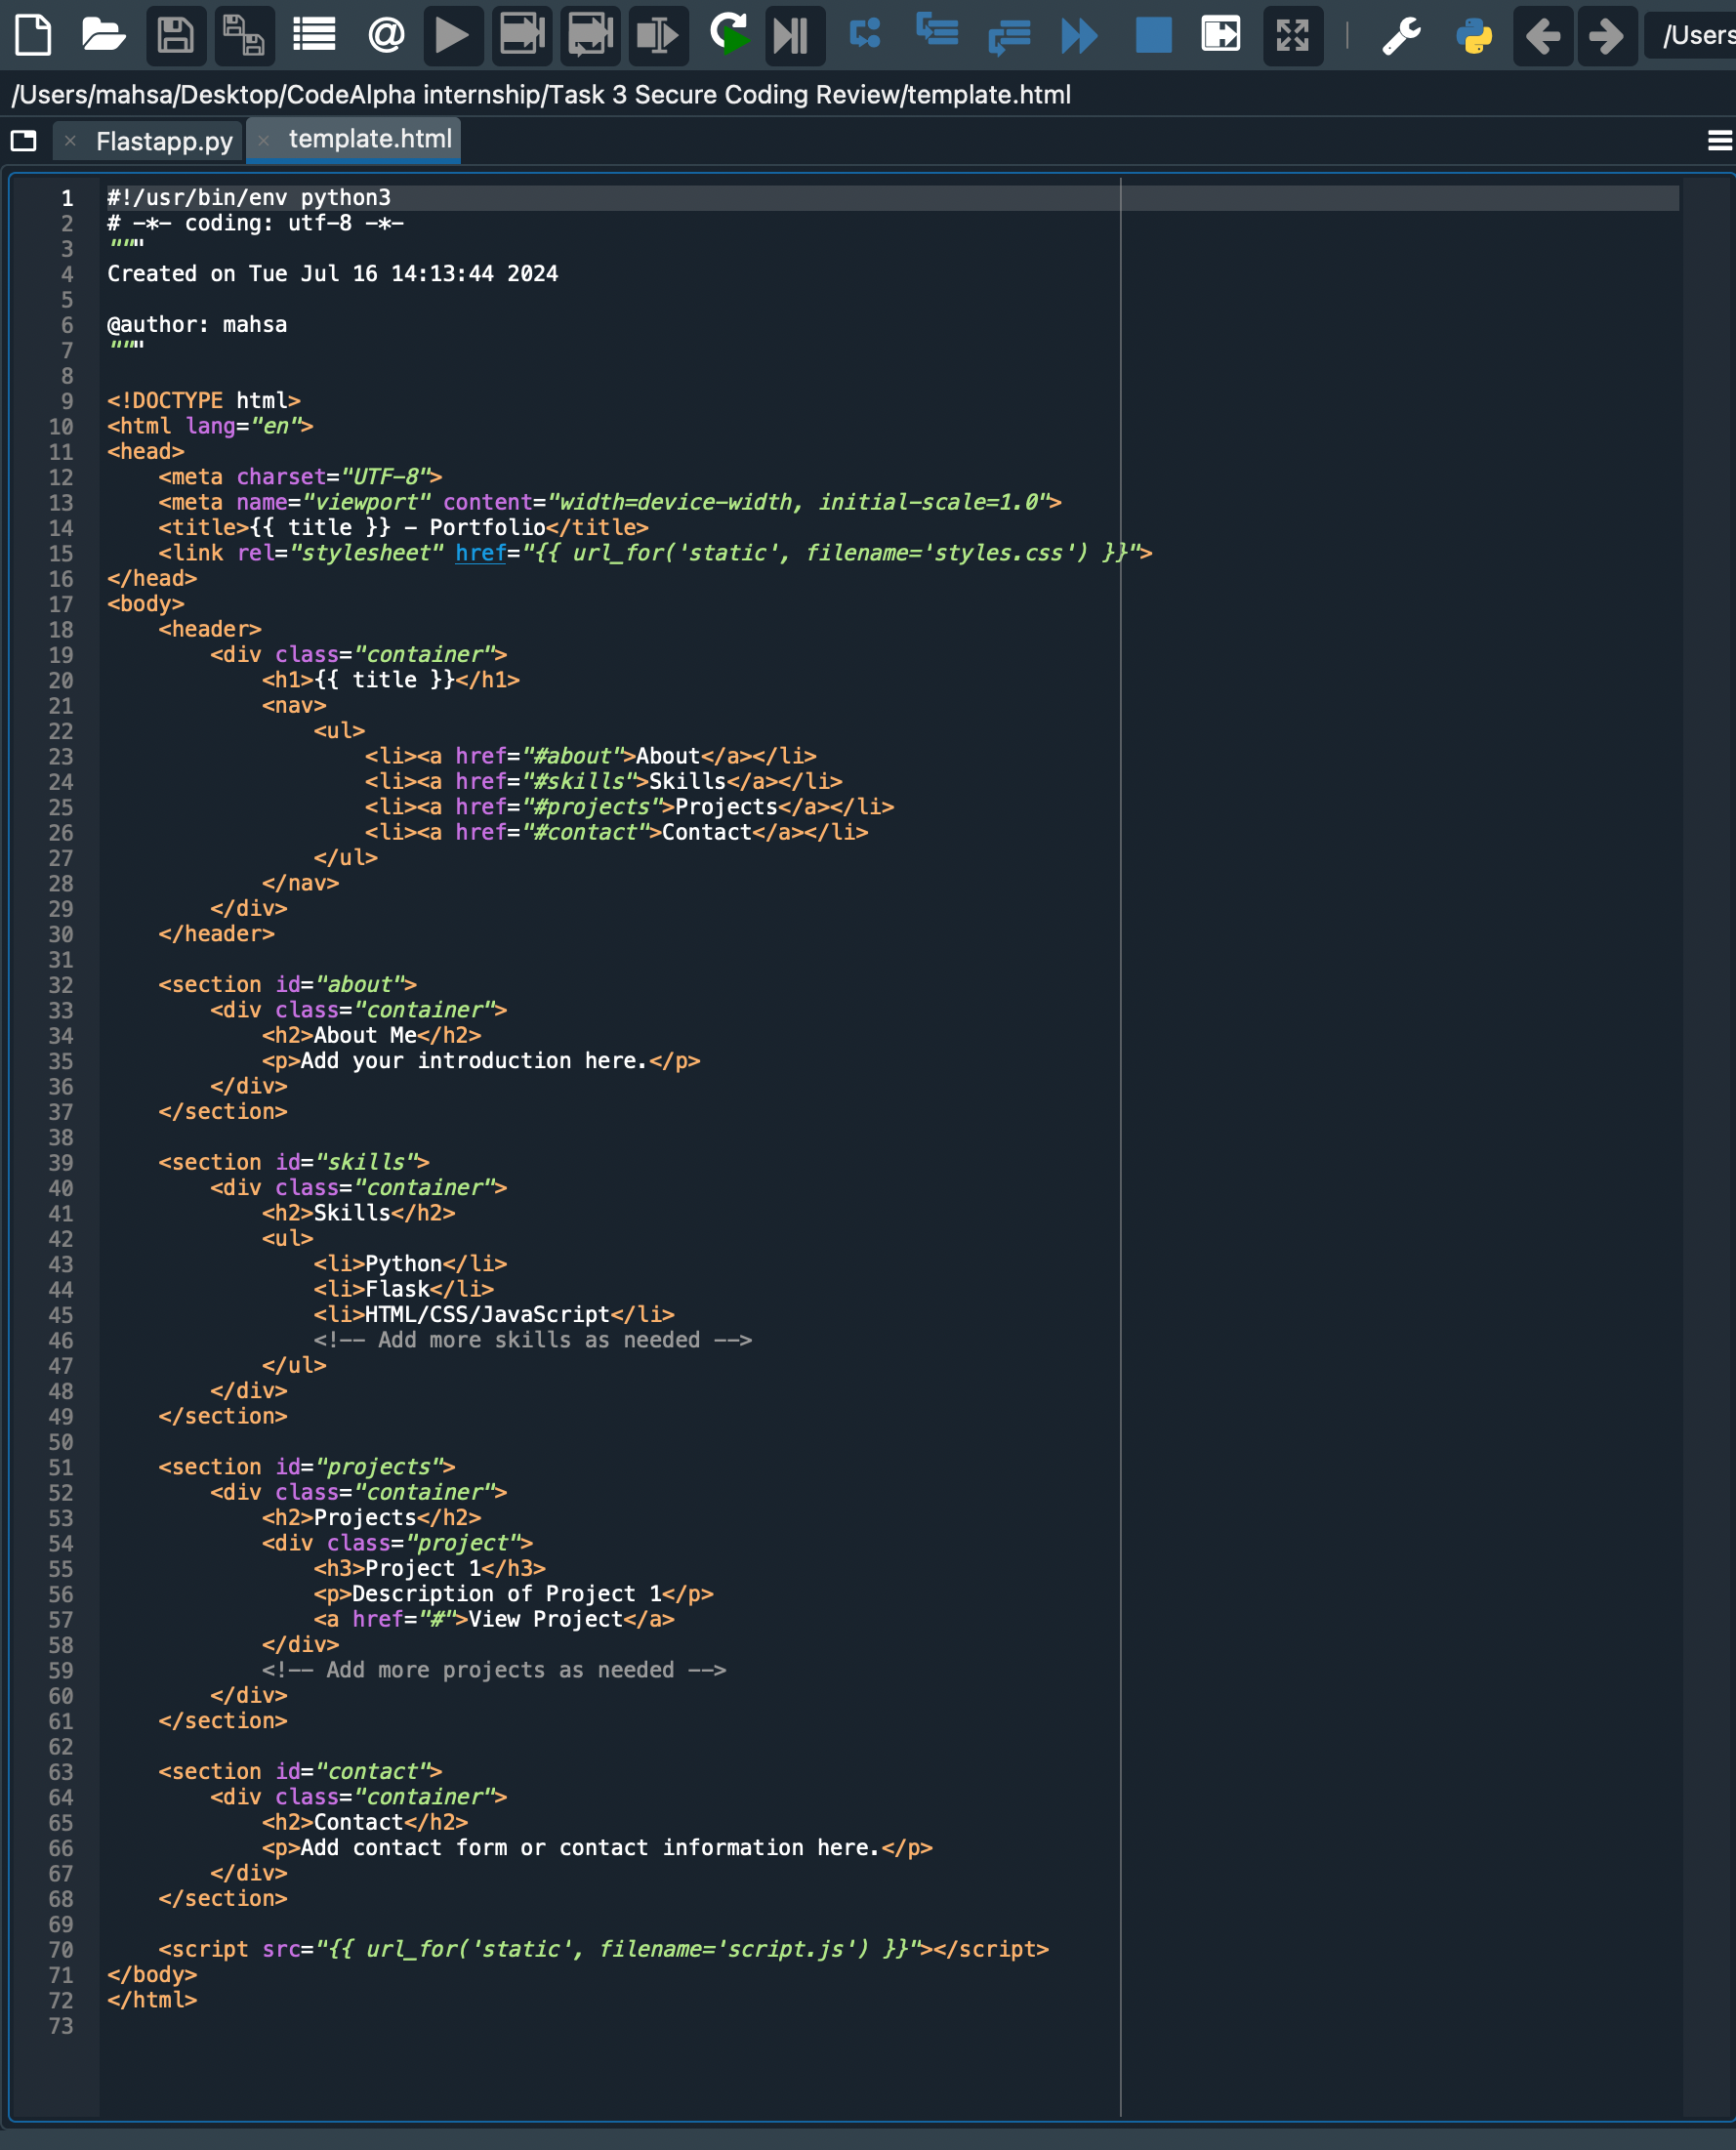 /Users
/Users/mahsa/Desktop/CodeAlpha internship/Task 3 Secure Coding Review/template.html
Flastapp.py template.html
1 #!/usr/bin/env python3
2 # -*- coding: utf-8 -*-
3 """
4 Created on Tue Jul 16 14:13:44 2024
5
6 @author: mahsa
7 """
8
9 <!DOCTYPE html>
10 <html lang="en">
11 <head>
12     <meta charset="UTF-8">
13     <meta name="viewport" content="width=device-width, initial-scale=1.0">
14     <title>{{ title }} - Portfolio</title>
15     <link rel="stylesheet" href="{{ url_for('static', filename='styles.css') }}">
16 </head>
17 <body>
18     <header>
19         <div class="container">
20             <h1>{{ title }}</h1>
21             <nav>
22                 <ul>
23                     <li><a href="#about">About</a></li>
24                     <li><a href="#skills">Skills</a></li>
25                     <li><a href="#projects">Projects</a></li>
26                     <li><a href="#contact">Contact</a></li>
27                 </ul>
28             </nav>
29         </div>
30     </header>
31
32     <section id="about">
33         <div class="container">
34             <h2>About Me</h2>
35             <p>Add your introduction here.</p>
36         </div>
37     </section>
38
39     <section id="skills">
40         <div class="container">
41             <h2>Skills</h2>
42             <ul>
43                 <li>Python</li>
44                 <li>Flask</li>
45                 <li>HTML/CSS/JavaScript</li>
46                 <!-- Add more skills as needed -->
47             </ul>
48         </div>
49     </section>
50
51     <section id="projects">
52         <div class="container">
53             <h2>Projects</h2>
54             <div class="project">
55                 <h3>Project 1</h3>
56                 <p>Description of Project 1</p>
57                 <a href="#">View Project</a>
58             </div>
59             <!-- Add more projects as needed -->
60         </div>
61     </section>
62
63     <section id="contact">
64         <div class="container">
65             <h2>Contact</h2>
66             <p>Add contact form or contact information here.</p>
67         </div>
68     </section>
69
70     <script src="{{ url_for('static', filename='script.js') }}"></script>
71 </body>
72 </html>
73